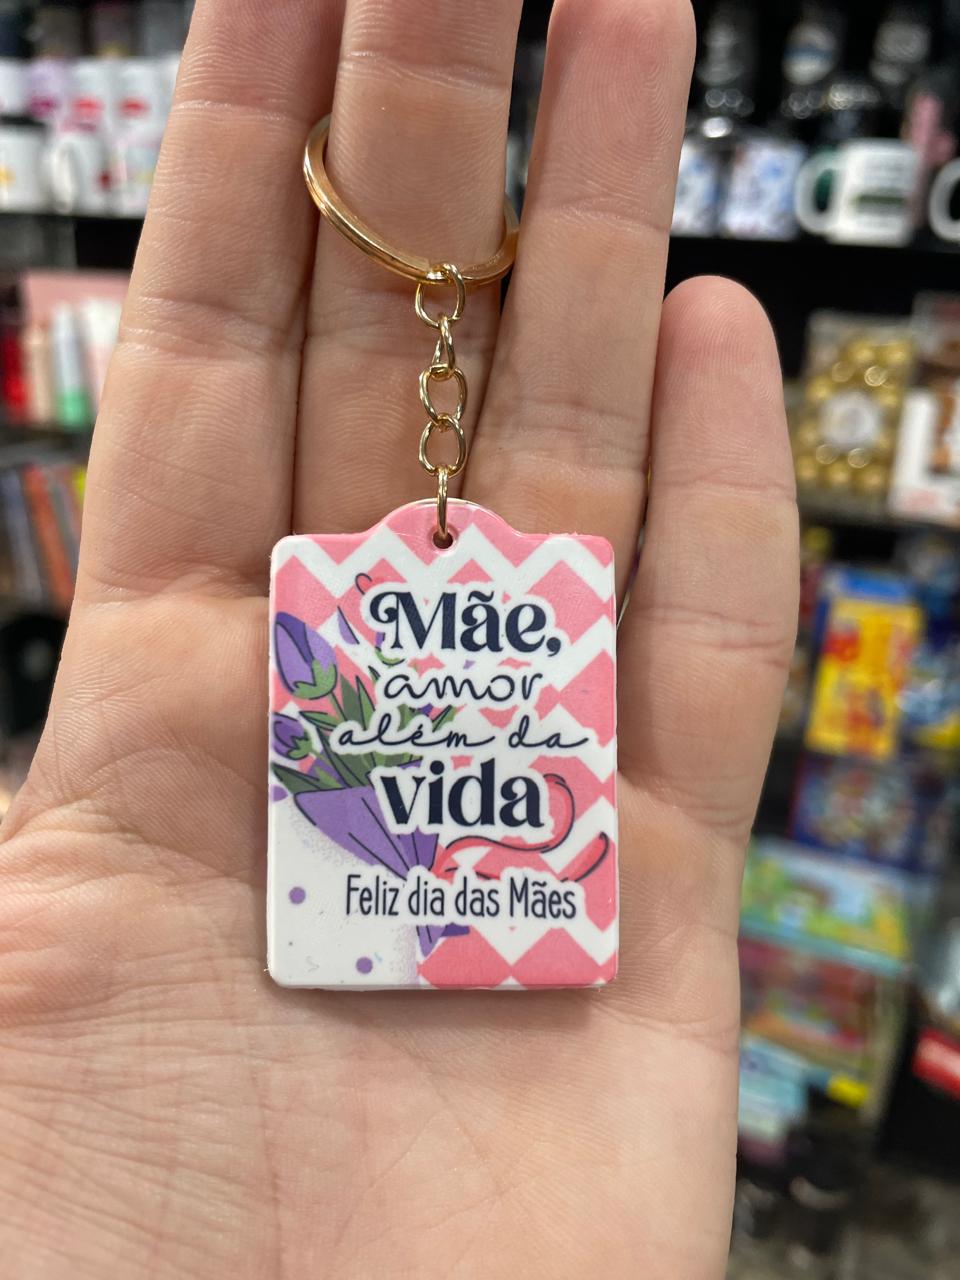 Mãe,
amor
além da
vida
Feliz dia das Mães